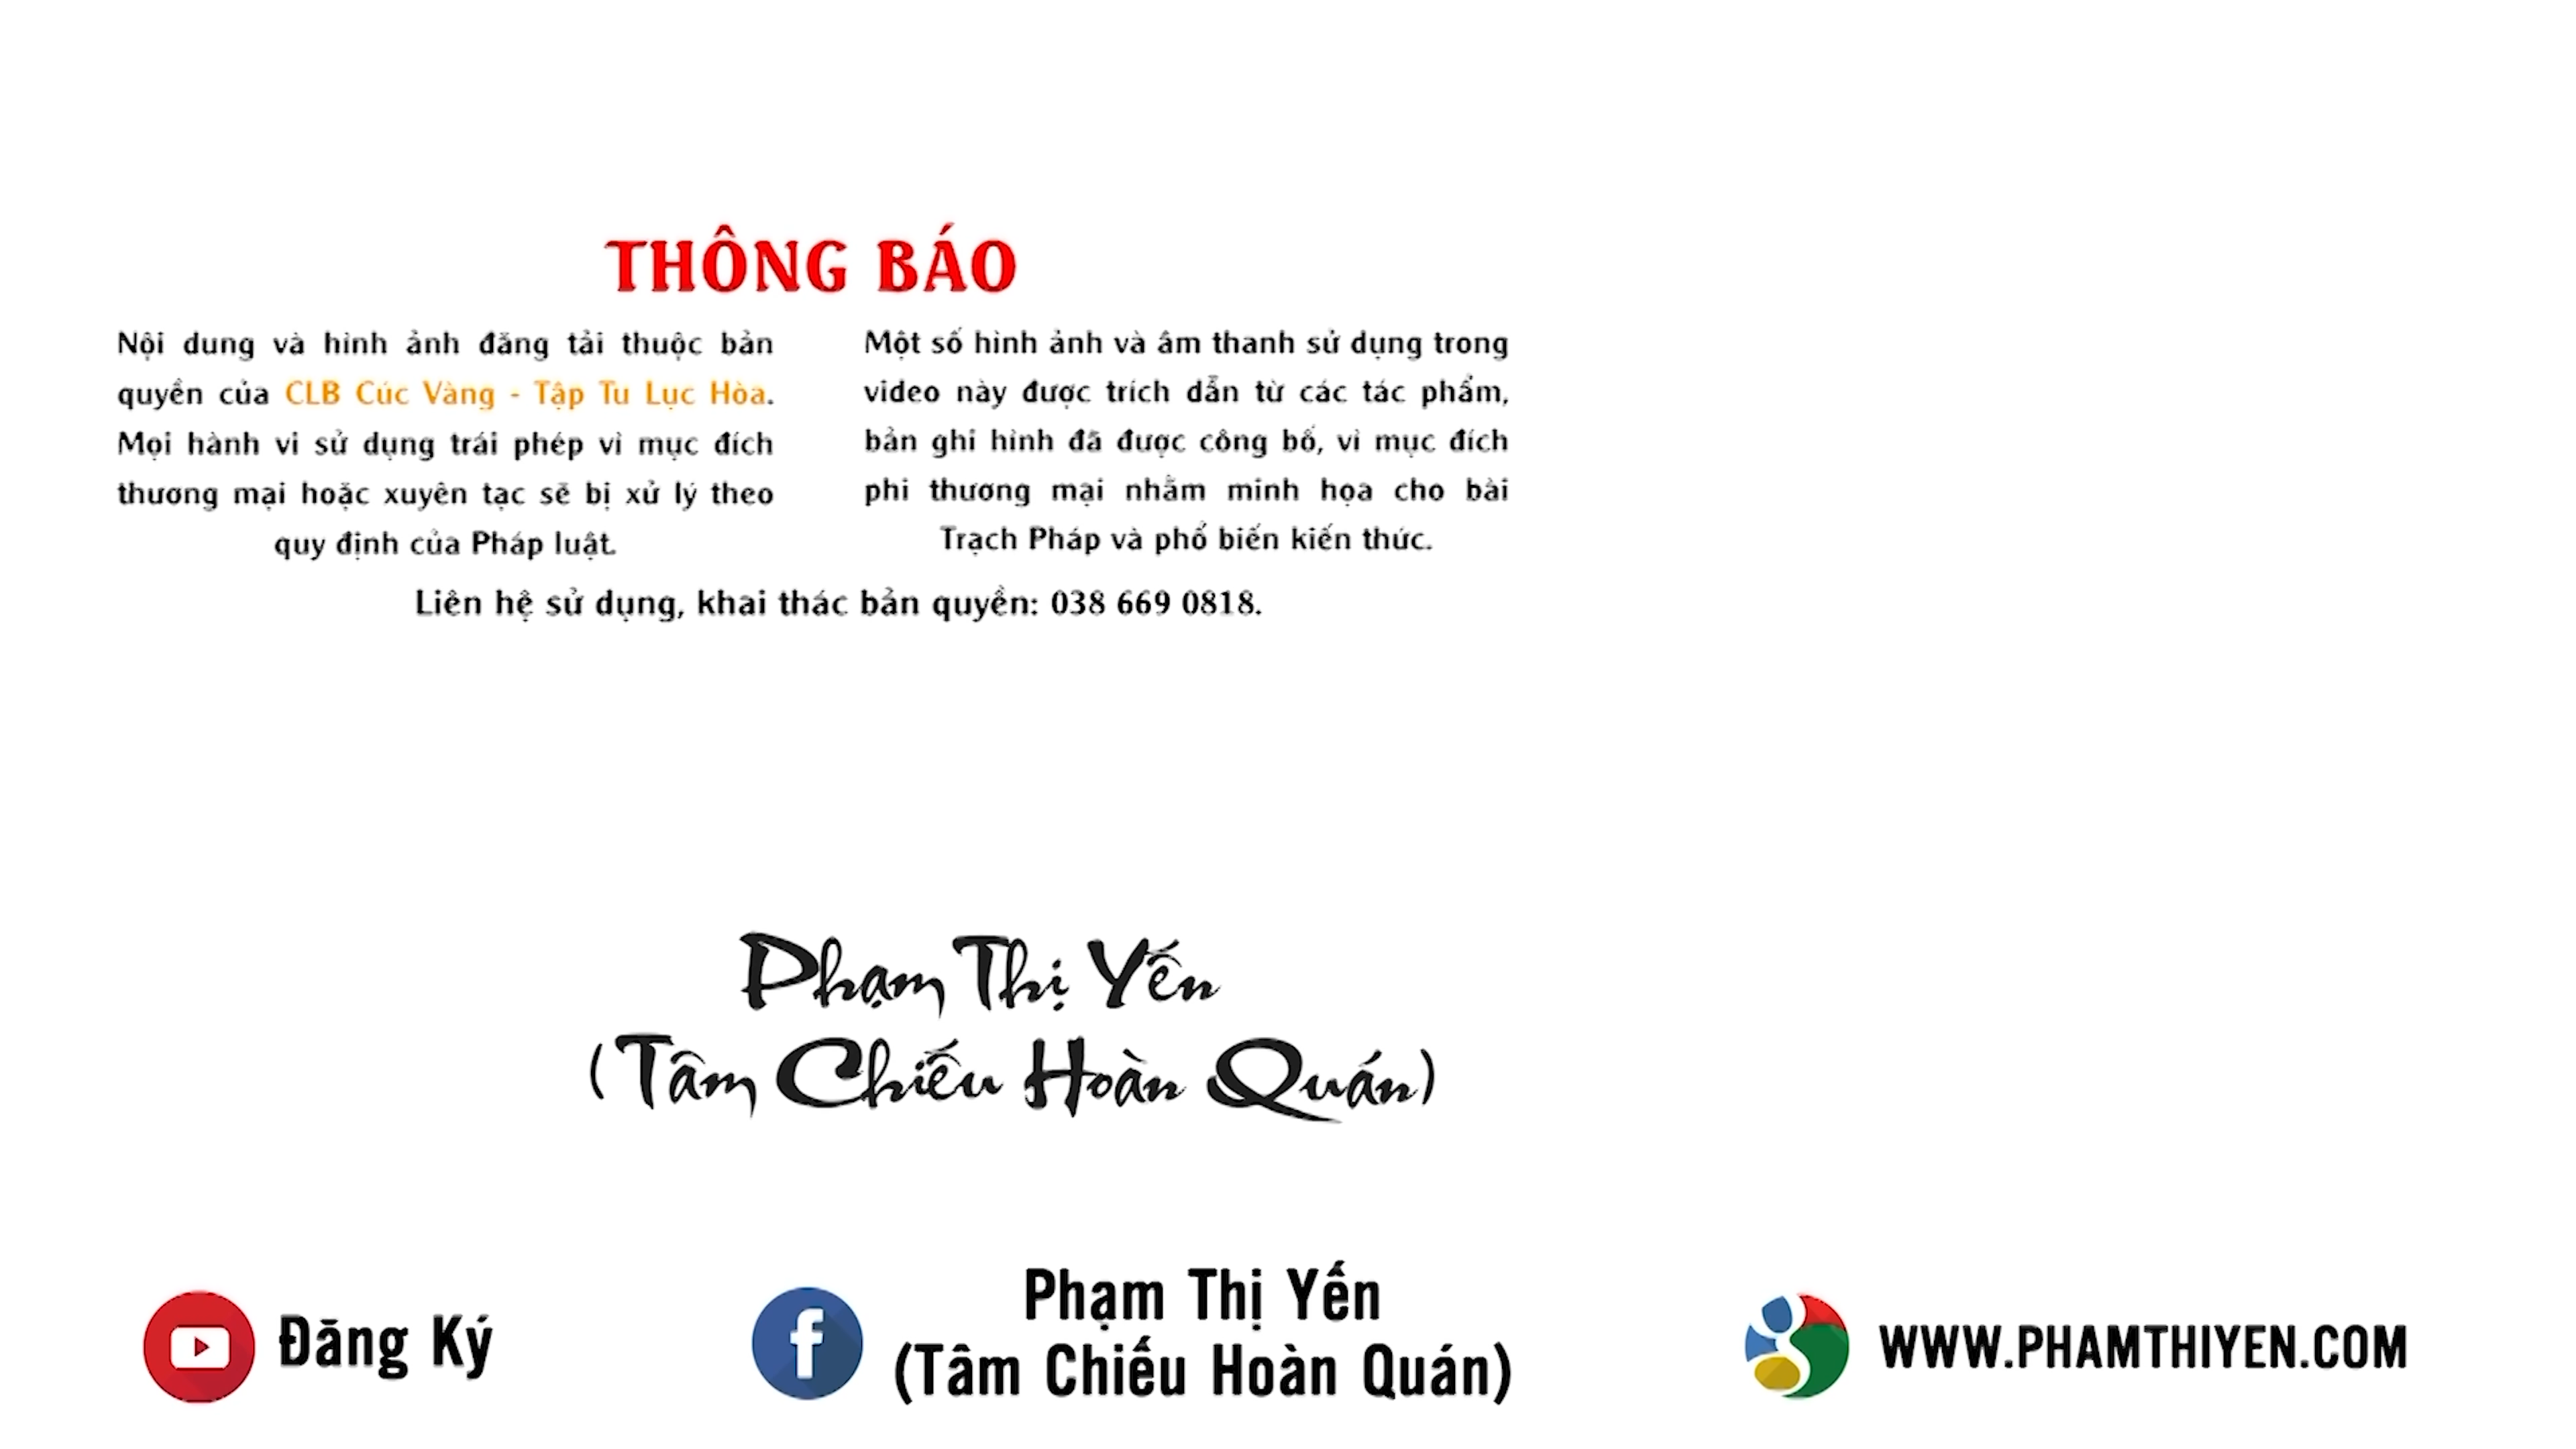 THÔNG BÁO
Nội dung và hình ảnh đăng tải thuộc bản
quyền của CLB Cúc Vàng - Tập Tu Lục Hòa.
Mọi hành vi sử dụng trái phép vì mục đích
thương mại hoặc xuyên tạc sẽ bị xử lý theo
quy định của Pháp luật.
Một số hình ảnh và âm thanh sử dụng trong
video này được trích dẫn từ các tác phẩm,
bản ghi hình đã được công bố, vì mục đích
phi thương mại nhằm minh họa cho bài
Trạch Pháp và phổ biến kiến thức.
Liên hệ sử dụng, khai thác bản quyền: 038 669 0818.
Phạm Thị Yến
(Tâm Chiếu Hoàn Quán)
Đăng Ký
Phạm Thị Yến
(Tâm Chiếu Hoàn Quán)
WWW.PHAMTHIYEN.COM